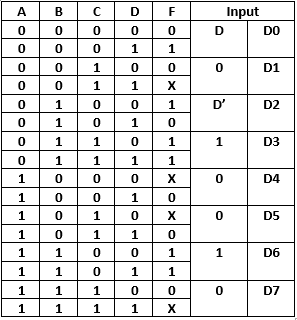 A B C D F Input
0 0 0 0 0 D D0
0 0 0 1 1
0 0 1 0 0 0 D1
0 0 1 1 X
0 1 0 0 1 D’ D2
0 1 0 1 0
0 1 1 0 1 1 D3
0 1 1 1 1
1 0 0 0 X 0 D4
1 0 0 1 0
1 0 1 0 X 0 D5
1 0 1 1 0
1 1 0 0 1 1 D6
1 1 0 1 1
1 1 1 0 0 0 D7
1 1 1 1 X